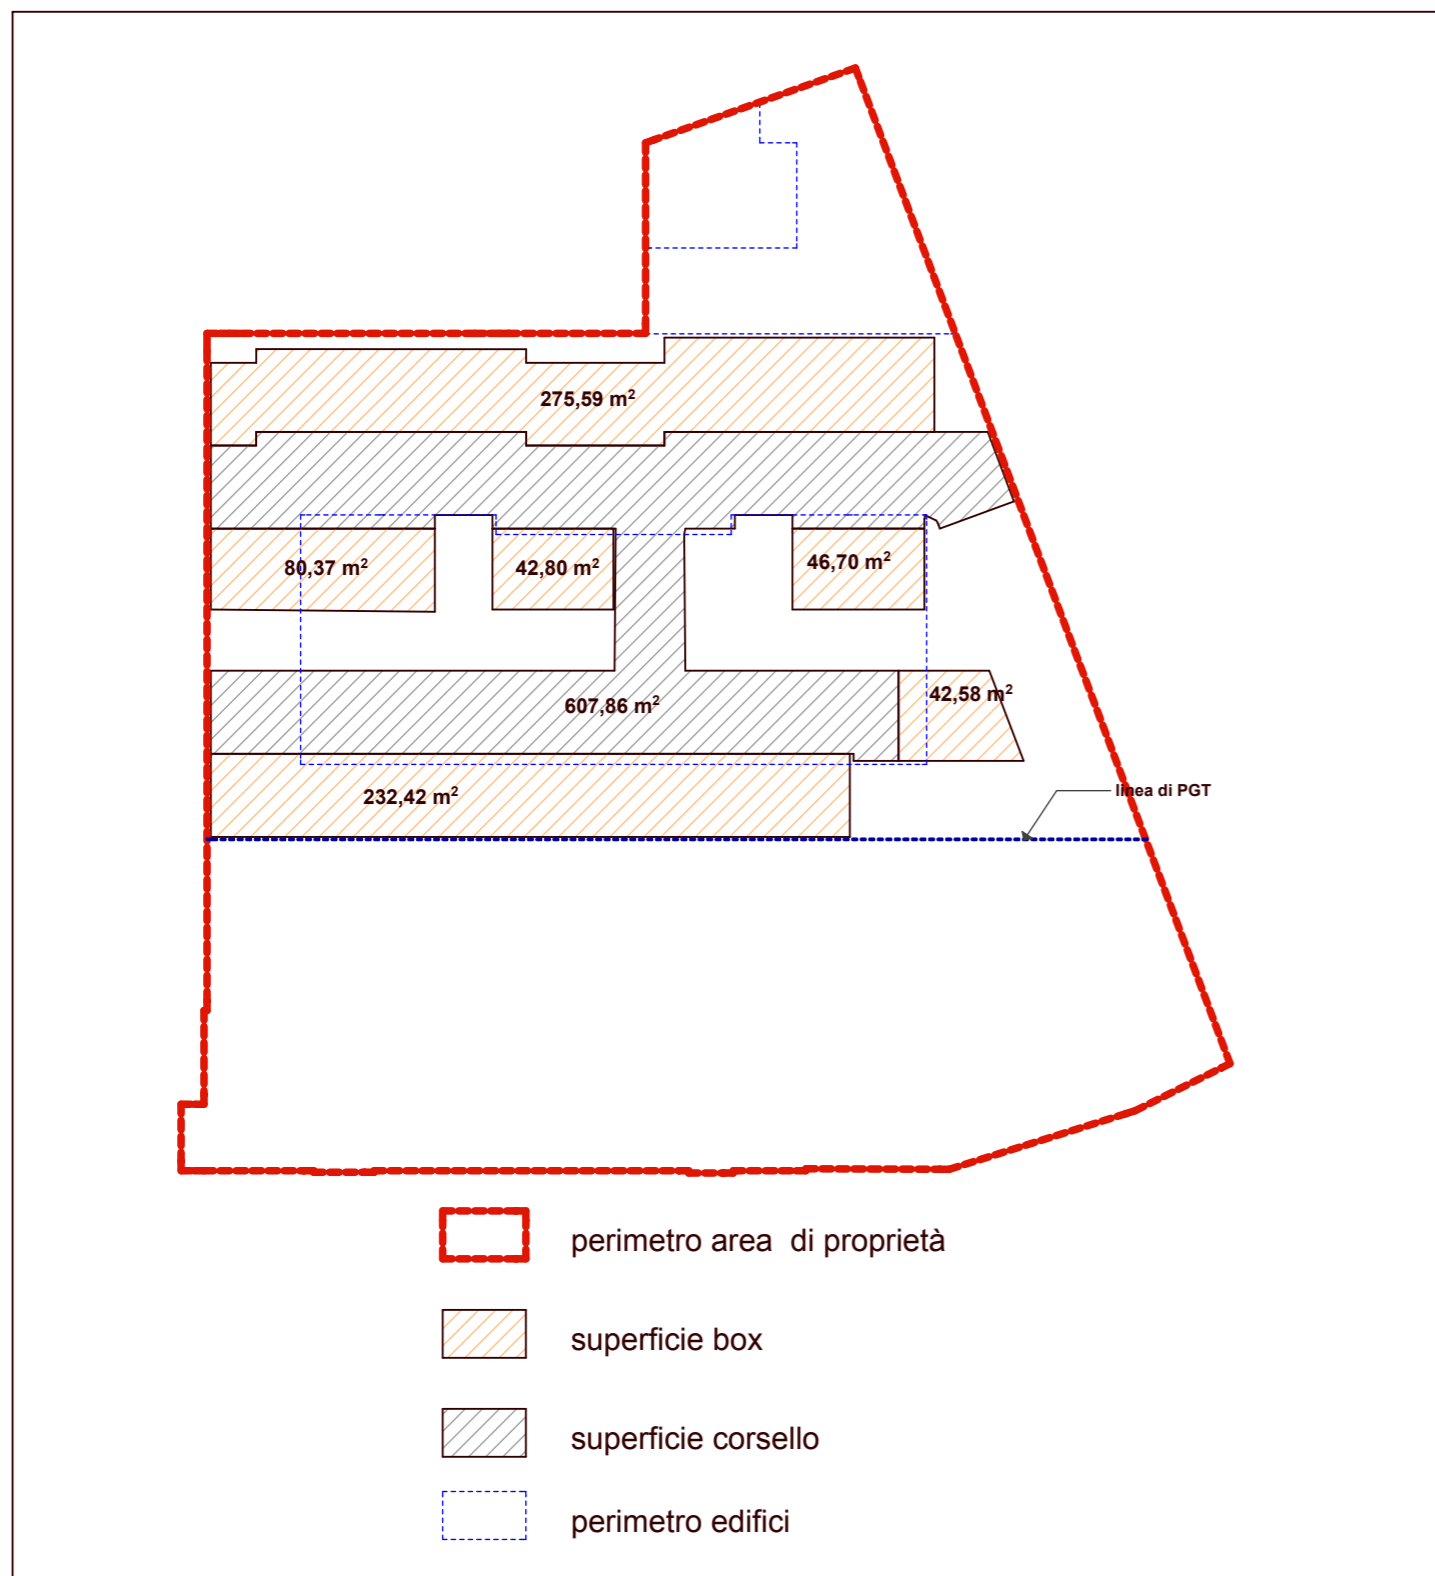 275,59 m²
80,37 m²
42,80 m²
46,70 m²
607,86 m²
42,58 m²
232,42 m²
linea di PGT
perimetro area di proprietà
superficie box
superficie corsello
perimetro edifici